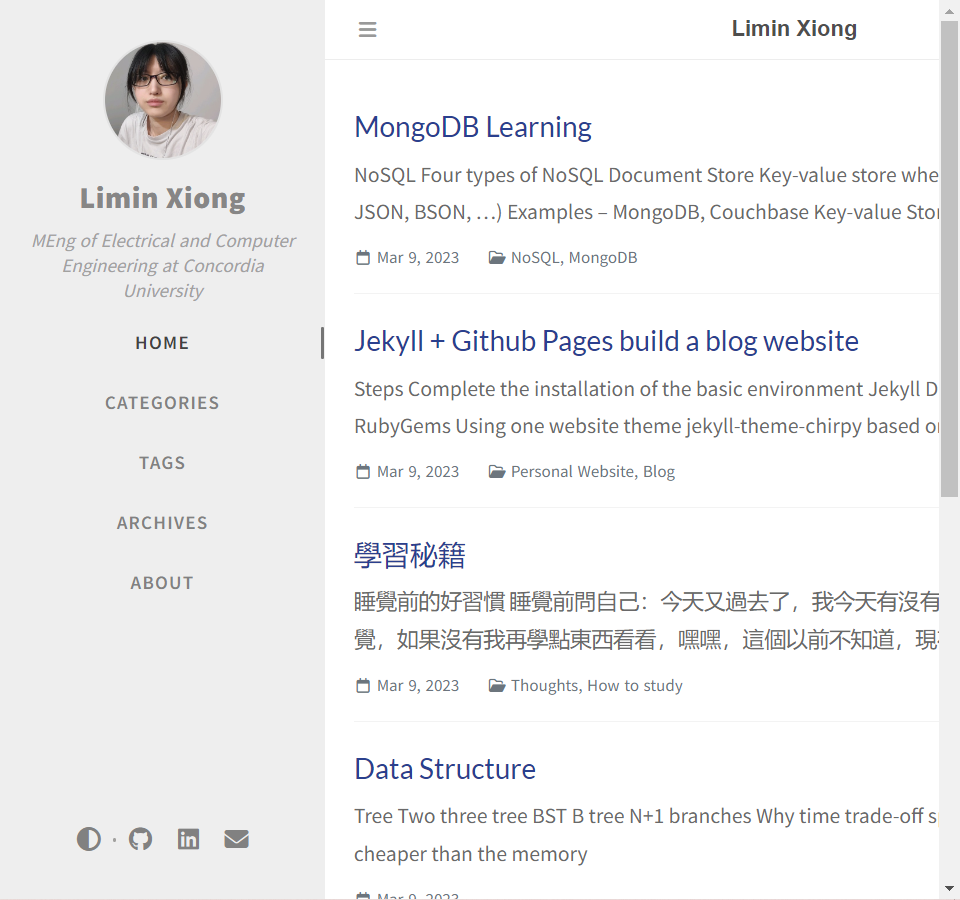 Limin Xiong
MEng of Electrical and Computer
Engineering at Concordia
University
HOME
CATEGORIES
TAGS
ARCHIVES
ABOUT
Limin Xiong
MongoDB Learning
NoSQL Four types of NoSQL Document Store Key-value store whe
JSON, BSON, …) Examples – MongoDB, Couchbase Key-value Stor
Mar 9, 2023 NoSQL, MongoDB
Jekyll + Github Pages build a blog website
Steps Complete the installation of the basic environment Jekyll D
RubyGems Using one website theme jekyll-theme-chirpy based on
Mar 9, 2023 Personal Website, Blog
學習秘籍
睡覺前的好習慣 睡覺前問自己：今天又過去了，我今天有沒有
覺，如果沒有我再學點東西看看，嘿嘿，這個以前不知道，現
Mar 9, 2023 Thoughts, How to study
Data Structure
Tree Two three tree BST B tree N+1 branches Why time trade-off s
cheaper than the memory
Mar 9, 2023